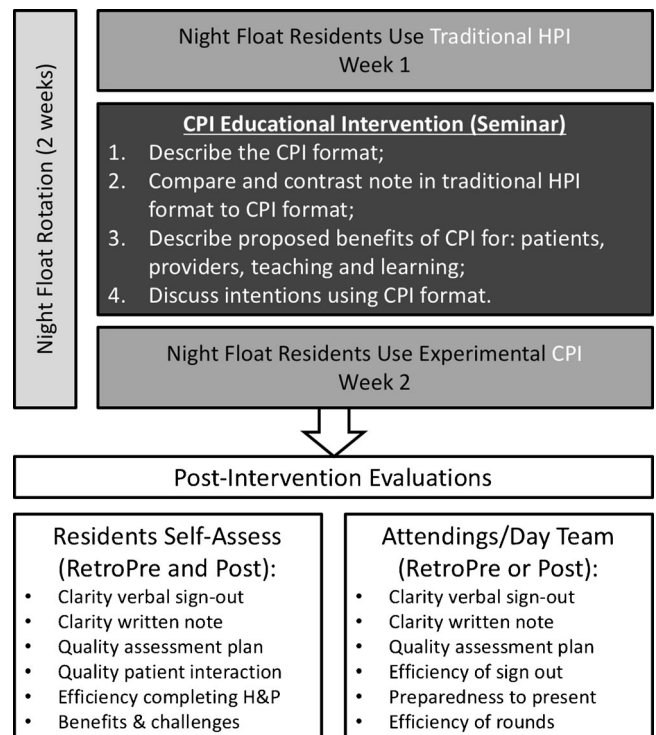 Night Float Rotation (2 weeks)
Night Float Residents Use Traditional HPI
Week 1
CPI Educational Intervention (Seminar)
1. Describe the CPI format;
2. Compare and contrast note in traditional HPI
format to CPI format;
3. Describe proposed benefits of CPI for: patients,
providers, teaching and learning;
4. Discuss intentions using CPI format.
Night Float Residents Use Experimental CPI
Week 2
Post-Intervention Evaluations
Residents Self-Assess
(RetroPre and Post):
• Clarity verbal sign-out
• Clarity written note
• Quality assessment plan
• Quality patient interaction
• Efficiency completing H&P
• Benefits & challenges
Attendings/Day Team
(RetroPre or Post):
• Clarity verbal sign-out
• Clarity written note
• Quality assessment plan
• Efficiency of sign out
• Preparedness to present
• Efficiency of rounds